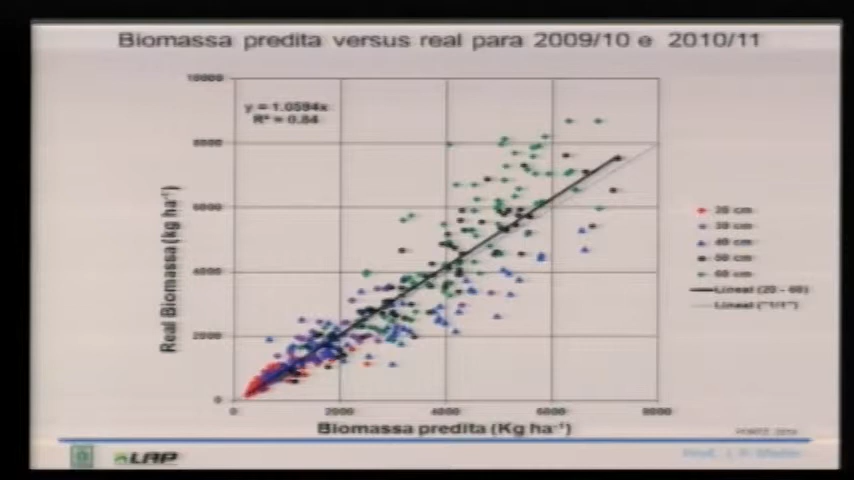 Biomassa predita versus real para 2009/10 e 2010/11
10000
y = 1.0594x
R² = 0.84
8000
6000
4000
2000
0
Real Biomassa (kg ha⁻¹)
20 cm
30 cm
40 cm
50 cm
60 cm
Lineal (20 - 60)
Lineal ("1/1")
0 2000 4000 6000 8000
Biomassa predita (Kg ha⁻¹)
LAP
Prof.